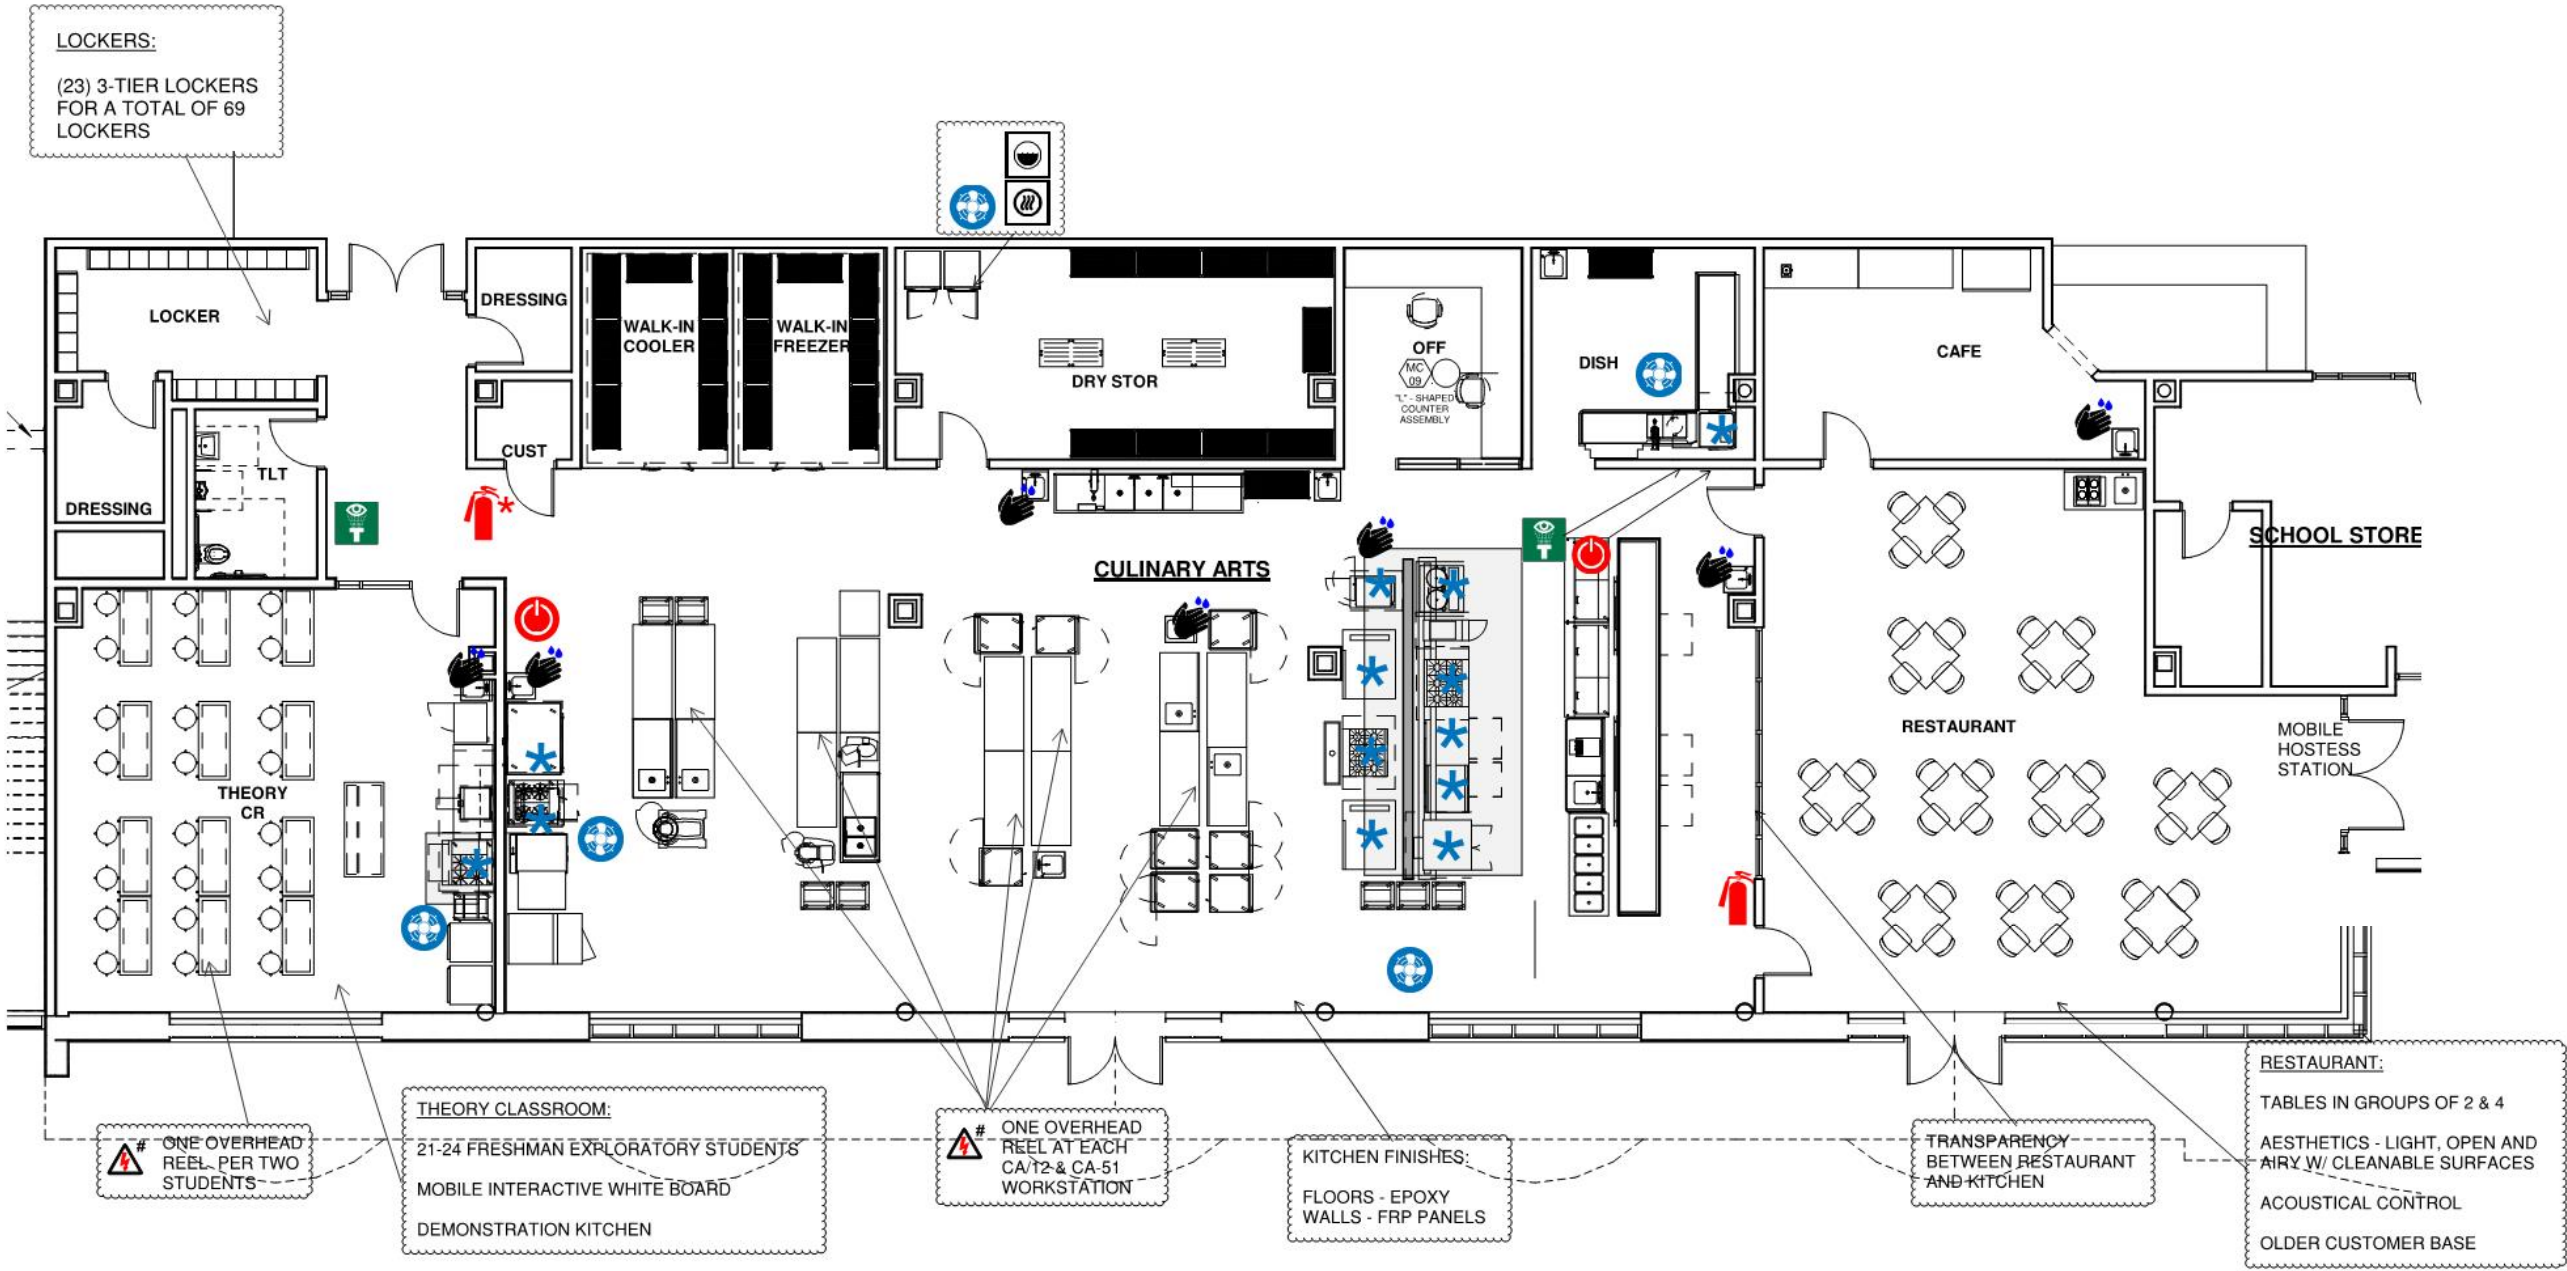 LOCKERS:
(23) 3-TIER LOCKERS
FOR A TOTAL OF 69
LOCKERS
LOCKER
DRESSING
WALK-IN
COOLER
WALK-IN
FREEZER
DRY STOR
OFF
MC
09
"L" - SHAPED
COUNTER
ASSEMBLY
DISH
CAFE
CUST
TLT
DRESSING
*
SCHOOL STORE
CULINARY ARTS
RESTAURANT
MOBILE
HOSTESS
STATION
THEORY
CR
# ONE OVERHEAD
REEL PER TWO
STUDENTS
THEORY CLASSROOM:
21-24 FRESHMAN EXPLORATORY STUDENTS
MOBILE INTERACTIVE WHITE BOARD
DEMONSTRATION KITCHEN
# ONE OVERHEAD
REEL AT EACH
CA/12 & CA-51
WORKSTATION
KITCHEN FINISHES:
FLOORS - EPOXY
WALLS - FRP PANELS
TRANSPARENCY
BETWEEN RESTAURANT
AND KITCHEN
RESTAURANT:
TABLES IN GROUPS OF 2 & 4
AESTHETICS - LIGHT, OPEN AND
AIRY W/ CLEANABLE SURFACES
ACOUSTICAL CONTROL
OLDER CUSTOMER BASE